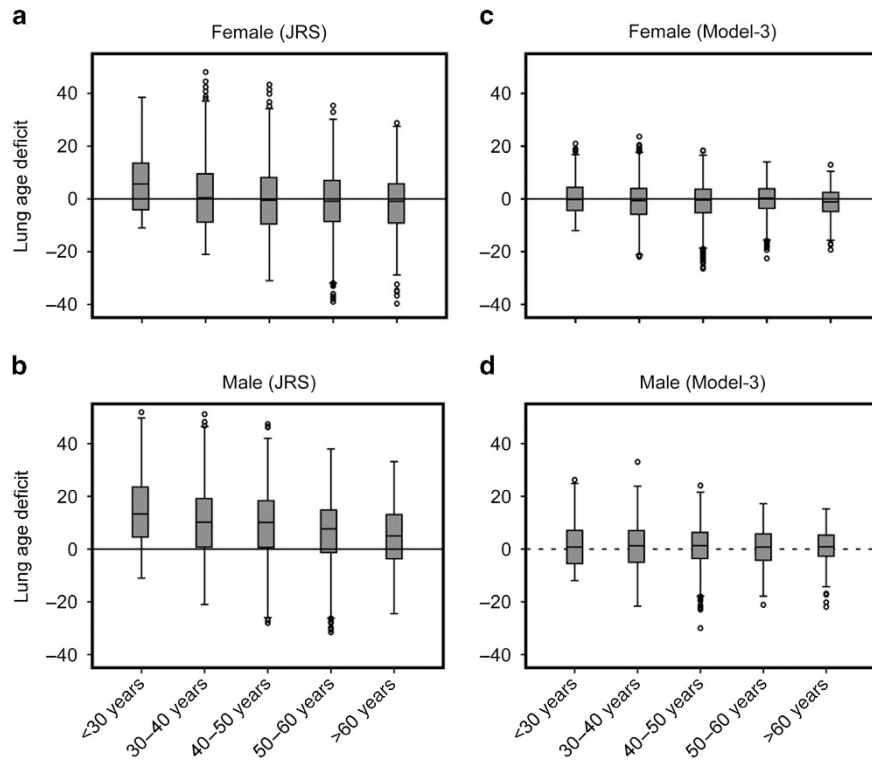 a
Female (JRS)
Lung age deficit
40
20
0
–20
–40
c
Female (Model-3)
40
20
0
–20
–40
b
Male (JRS)
Lung age deficit
40
20
0
–20
–40
<30 years
30–40 years
40–50 years
50–60 years
>60 years
d
Male (Model-3)
40
20
0
–20
–40
<30 years
30–40 years
40–50 years
50–60 years
>60 years